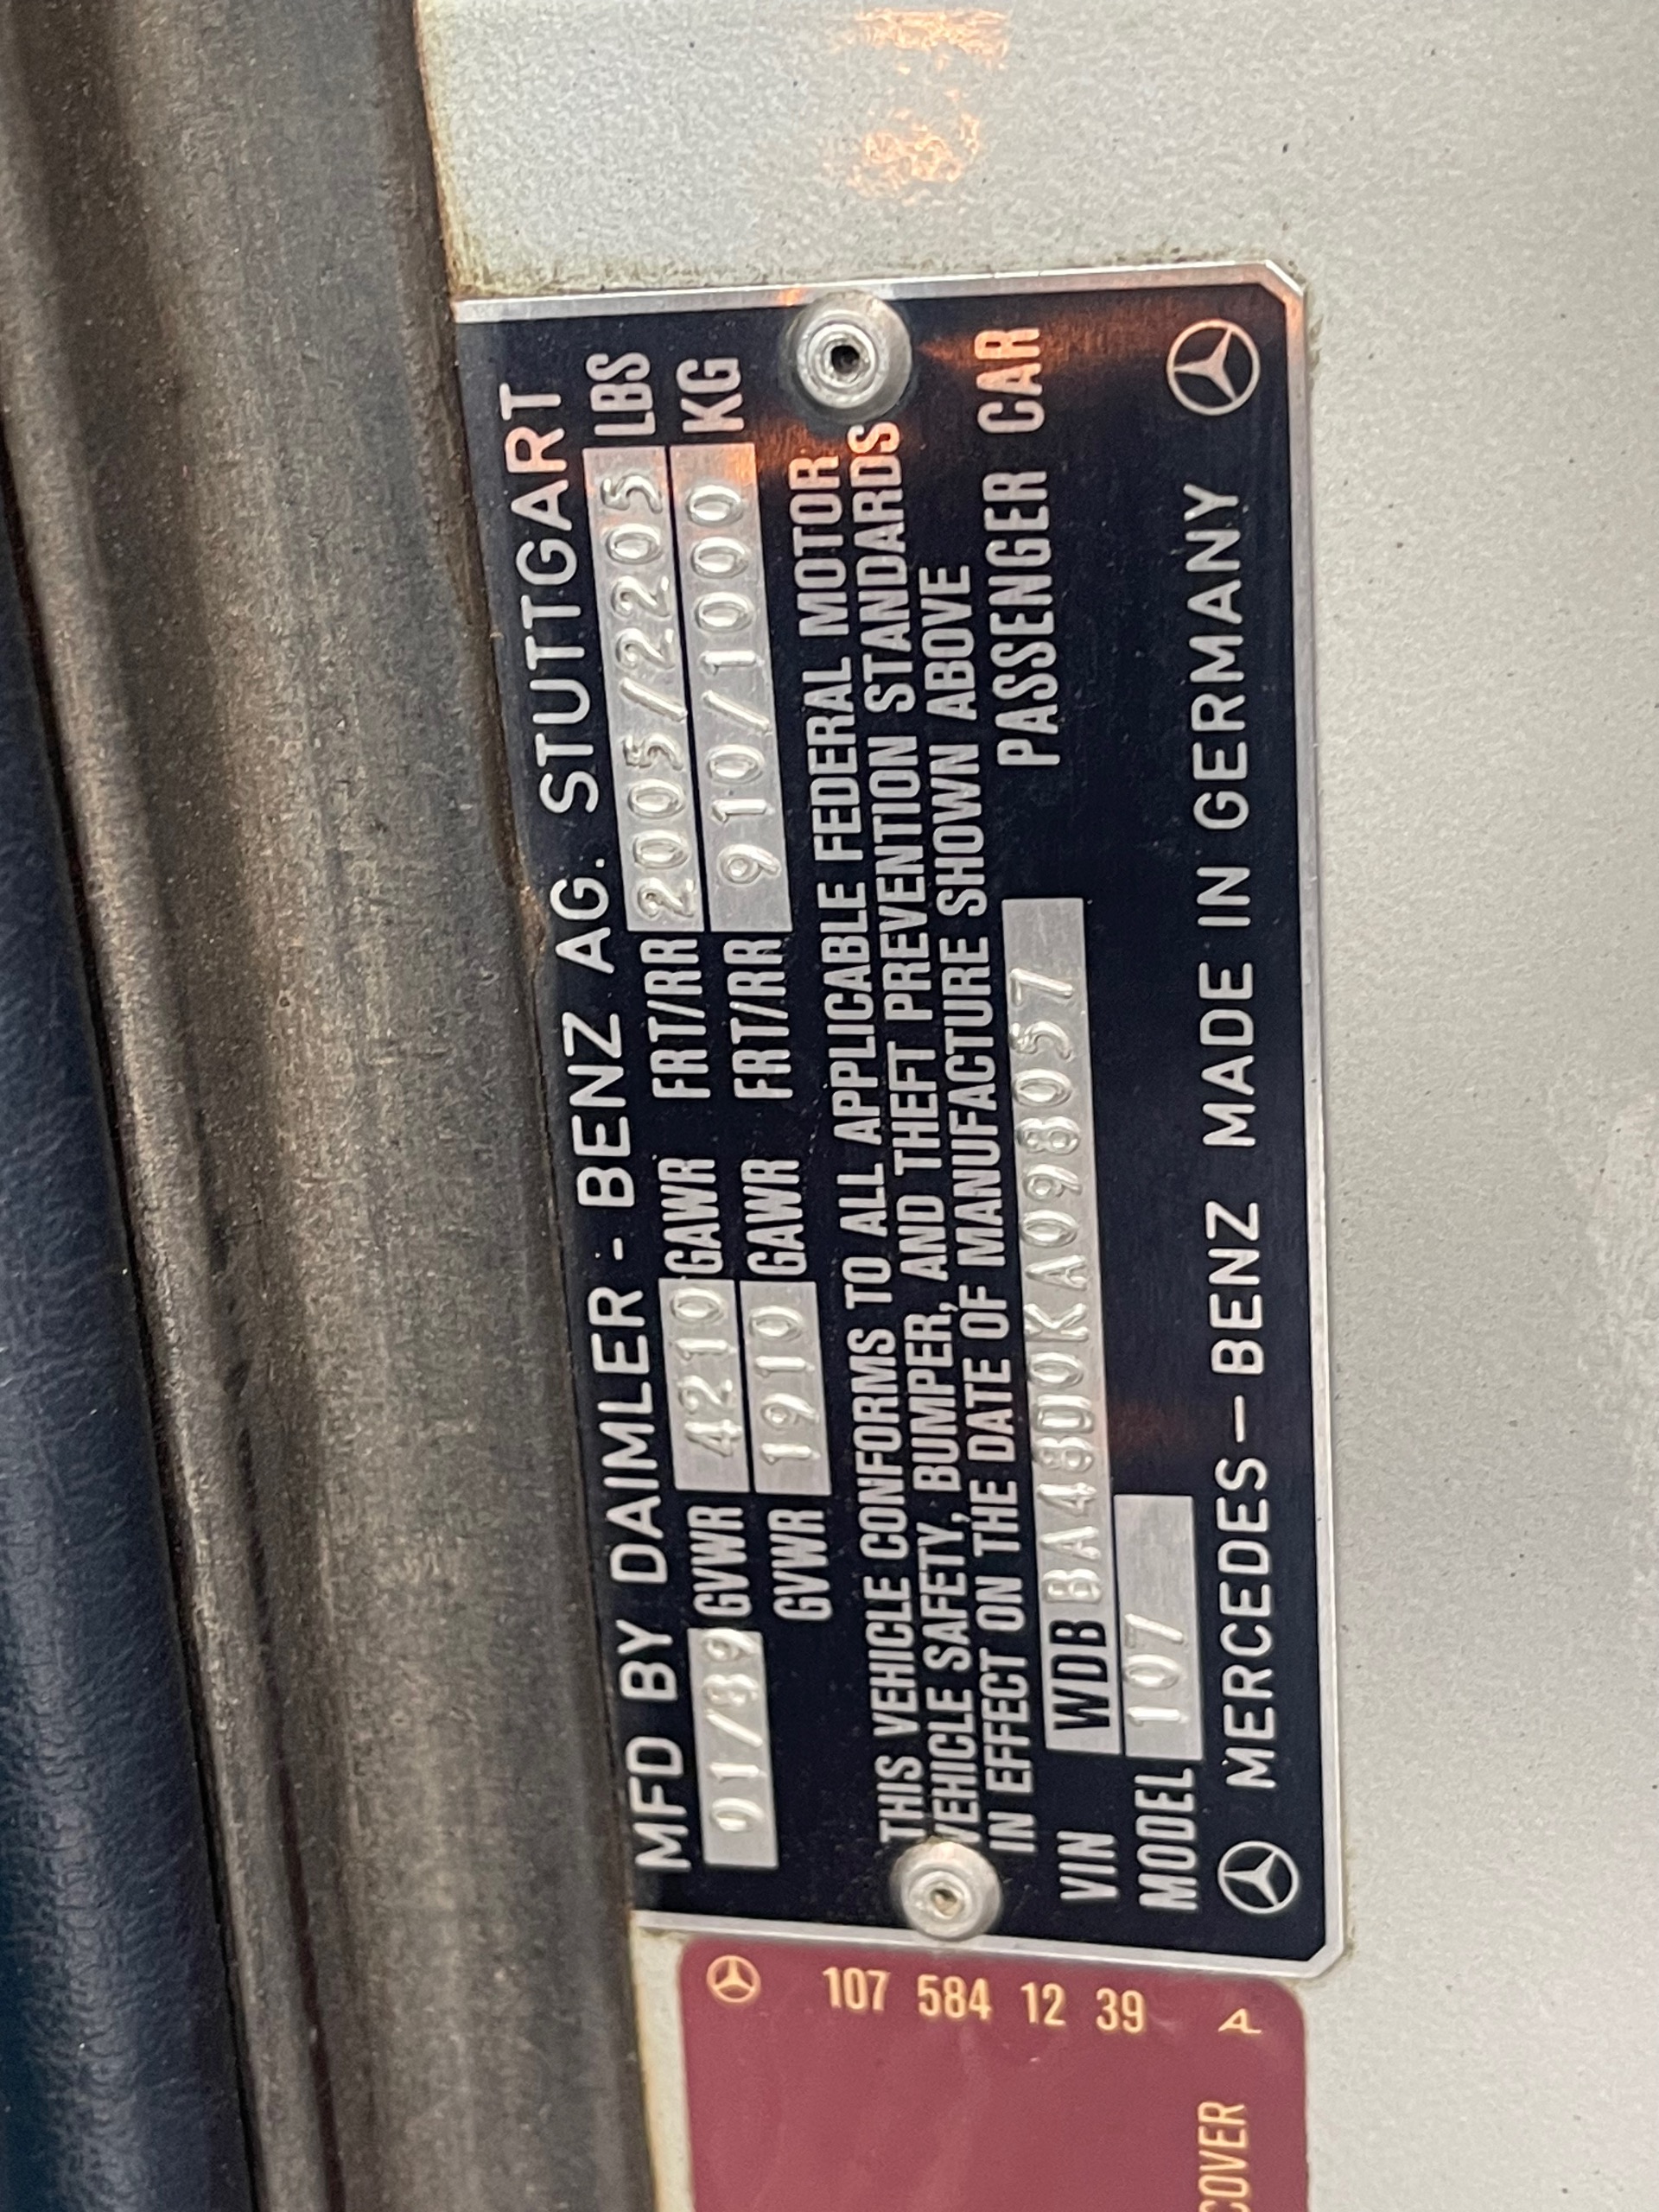 MFD BY DAIMLER - BENZ AG. STUTTGART
01/89 GVWR 4210 GAWR FRT/RR 2005/2205 LBS
GVWR 1910 GAWR FRT/RR 910/1000 KG
THIS VEHICLE CONFORMS TO ALL APPLICABLE FEDERAL MOTOR
VEHICLE SAFETY, BUMPER, AND THEFT PREVENTION STANDARDS
IN EFFECT ON THE DATE OF MANUFACTURE SHOWN ABOVE
VIN WDB BA48D0KA098057 PASSENGER CAR
MODEL 107
MERCEDES-BENZ MADE IN GERMANY
107 584 12 39 A
COVER